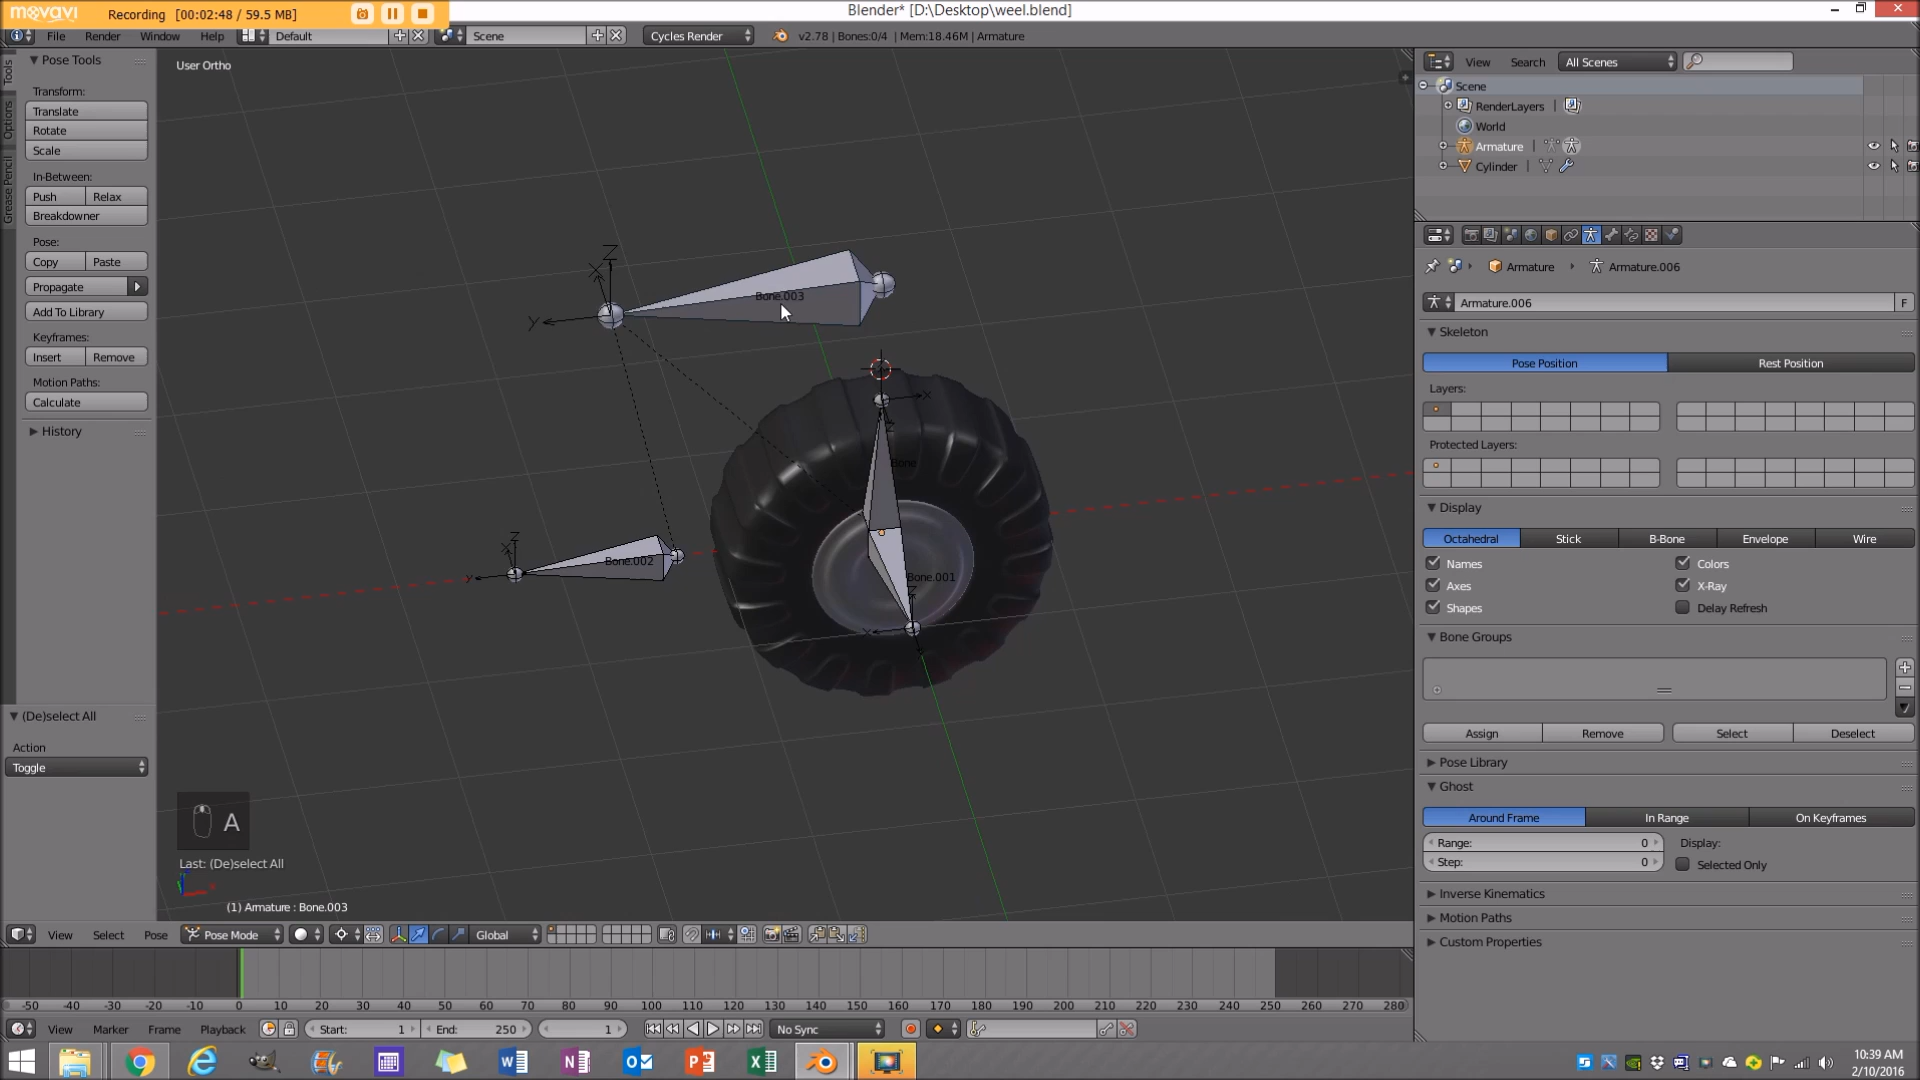 movavi
Recording [00:02:48 / 59.5 MB]
Blender* [D:\Desktop\weel.blend]
File Render Window Help Default Scene Cycles Render v2.78 | Bones:0/4 | Mem:18.46M | Armature
Tools
Options
Grease Pencil
Pose Tools
Transform:
Translate
Rotate
Scale
In-Between:
Push Relax
Breakdowner
Pose:
Copy Paste
Propagate
Add To Library
Keyframes:
Insert Remove
Motion Paths:
Calculate
History
(De)select All
Action
Toggle
User Ortho
Z
X
Y
Bone.003
X
Z
Bone
Z
X
Y
Bone.002
Bone.001
Z
X
A
Last: (De)select All
(1) Armature : Bone.003
View Select Pose Pose Mode Global
-50 -40 -30 -20 -10 0 10 20 30 40 50 60 70 80 90 100 110 120 130 140 150 160 170 180 190 200 210 220 230 240 250 260 270 280
View Marker Frame Playback Start: 1 End: 250 1 No Sync
View Search All Scenes
Scene
RenderLayers
World
Armature
Cylinder
Armature Armature.006
Armature.006 F
Skeleton
Pose Position Rest Position
Layers:
Protected Layers:
Display
Octahedral Stick B-Bone Envelope Wire
Names Colors
Axes X-Ray
Shapes Delay Refresh
Bone Groups
Assign Remove Select Deselect
Pose Library
Ghost
Around Frame In Range On Keyframes
Range: 0 Display:
Step: 0 Selected Only
Inverse Kinematics
Motion Paths
Custom Properties
10:39 AM
2/10/2016